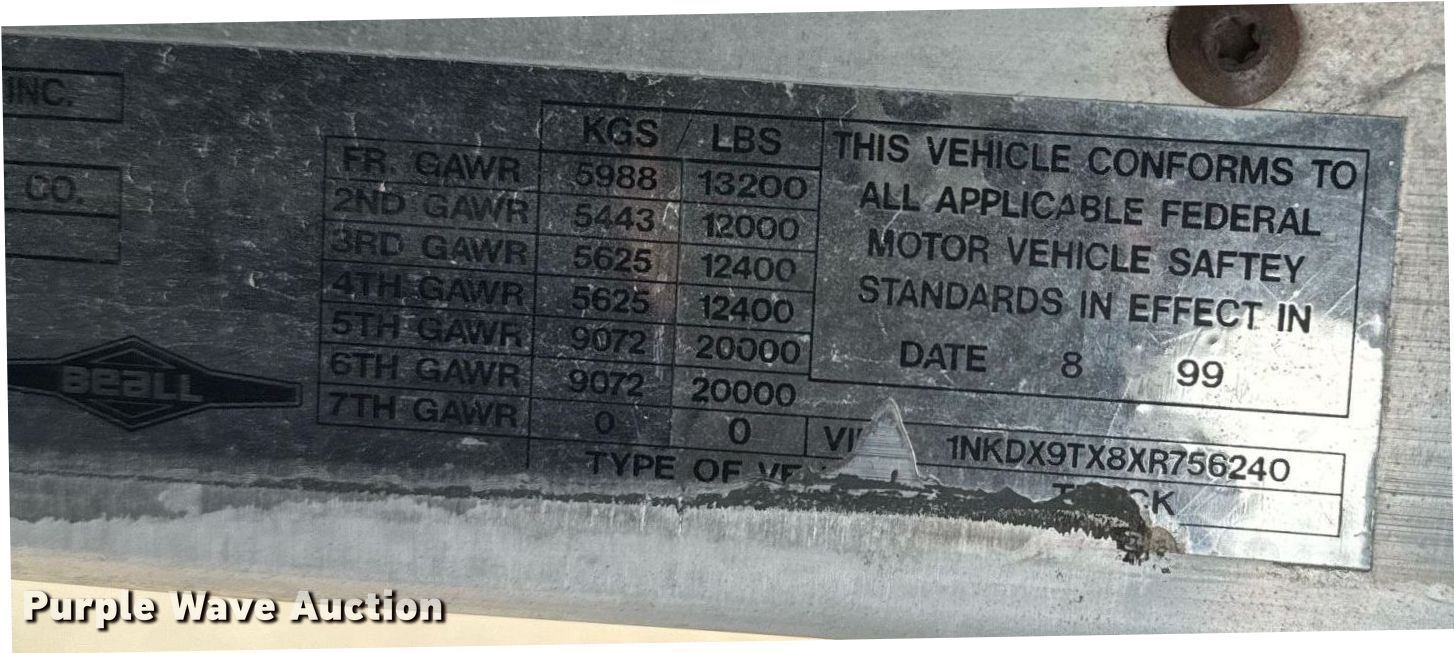 INC.
CO.
BeALL
KGS / LBS
FR. GAWR 5988 13200
2ND GAWR 5443 12000
3RD GAWR 5625 12400
4TH GAWR 5625 12400
5TH GAWR 9072 20000
6TH GAWR 9072 20000
7TH GAWR 0 0
THIS VEHICLE CONFORMS TO
ALL APPLICABLE FEDERAL
MOTOR VEHICLE SAFTEY
STANDARDS IN EFFECT IN
DATE 8 99
1NKDX9TX8XR756240
TYPE OF
Purple Wave Auction